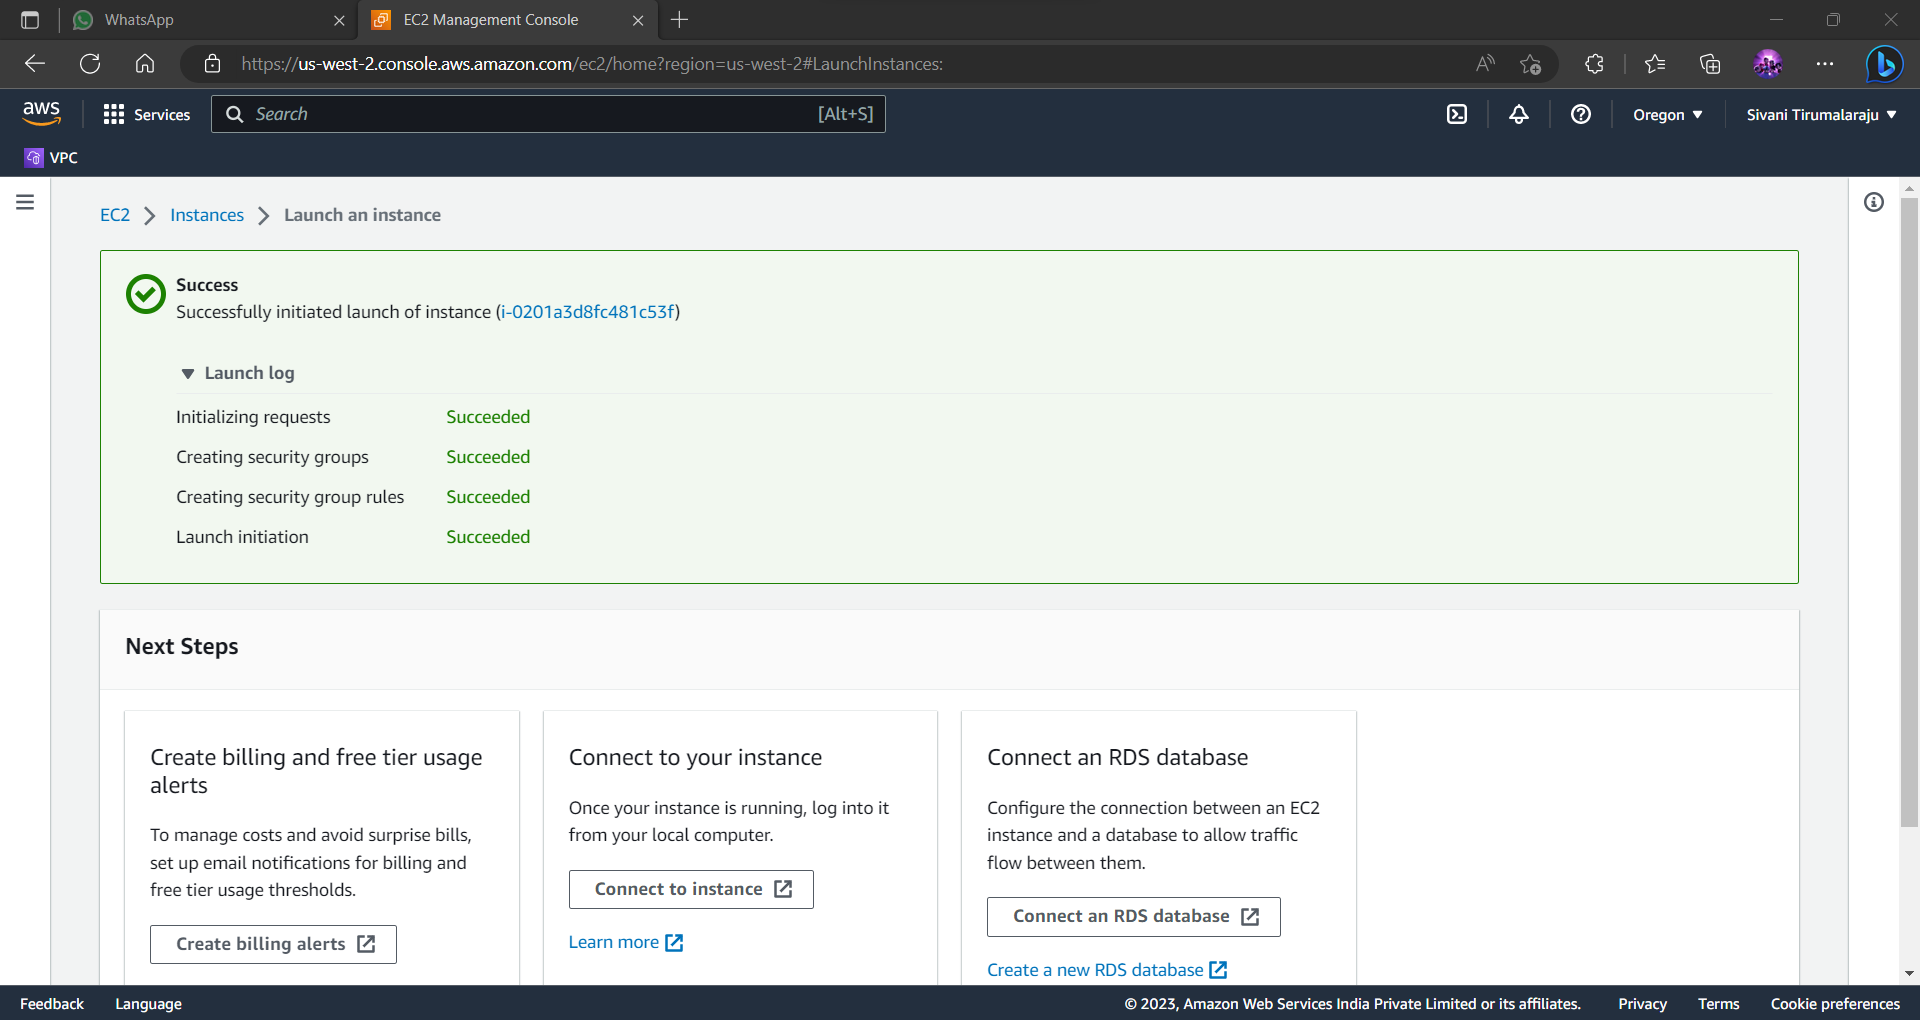 WhatsApp
EC2 Management Console
https://us-west-2.console.aws.amazon.com/ec2/home?region=us-west-2#LaunchInstances:
aws
Services
Search
[Alt+S]
Oregon
Sivani Tirumalaraju
VPC
EC2
Instances
Launch an instance
Success
Successfully initiated launch of instance (i-0201a3d8fc481c53f)
Launch log
Initializing requests Succeeded
Creating security groups Succeeded
Creating security group rules Succeeded
Launch initiation Succeeded
Next Steps
Create billing and free tier usage
alerts
To manage costs and avoid surprise bills,
set up email notifications for billing and
free tier usage thresholds.
Create billing alerts
Connect to your instance
Once your instance is running, log into it
from your local computer.
Connect to instance
Learn more
Connect an RDS database
Configure the connection between an EC2
instance and a database to allow traffic
flow between them.
Connect an RDS database
Create a new RDS database
Feedback
Language
© 2023, Amazon Web Services India Private Limited or its affiliates.
Privacy
Terms
Cookie preferences